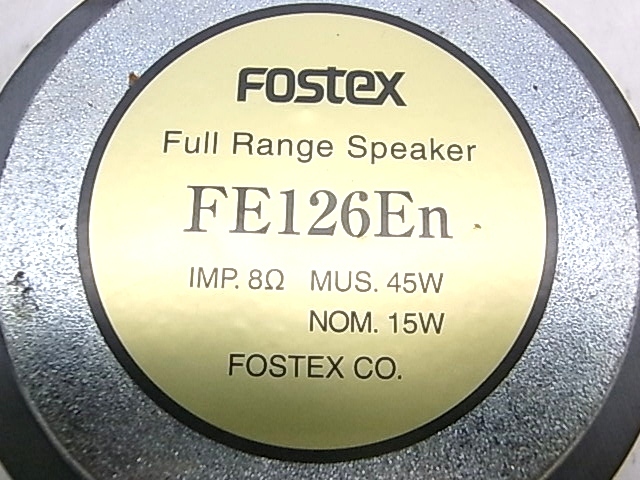 FOSTEX
Full Range Speaker
FE126En
IMP. 8Ω MUS. 45W
NOM. 15W
FOSTEX CO.